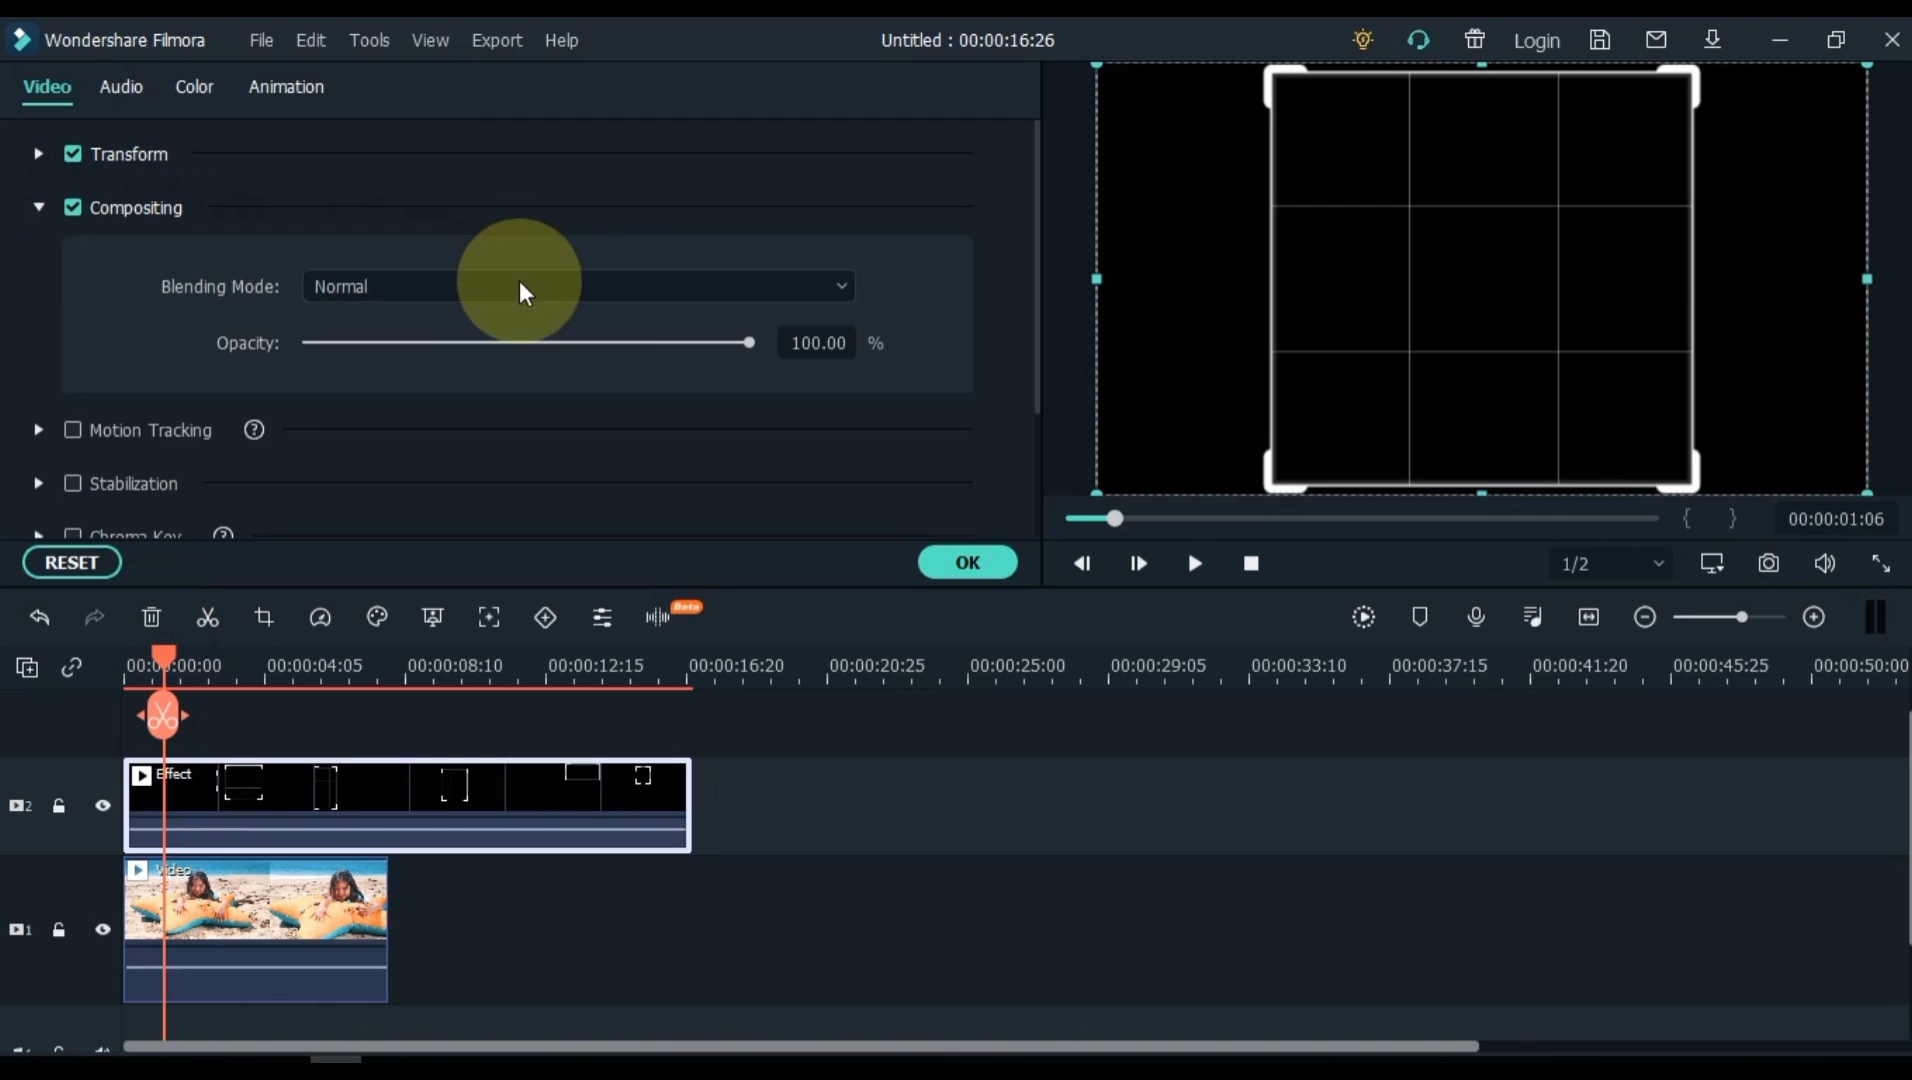 Wondershare Filmora File Edit Tools View Export Help Untitled : 00:00:16:26 Login
Video Audio Color Animation
Transform
Compositing
Blending Mode: Normal
Opacity: 100.00 %
Motion Tracking ?
Stabilization
Chroma Key ?
00:00:01:06
RESET OK
1/2
Beta
00:00:00:00 00:00:04:05 00:00:08:10 00:00:12:15 00:00:16:20 00:00:20:25 00:00:25:00 00:00:29:05 00:00:33:10 00:00:37:15 00:00:41:20 00:00:45:25 00:00:50:00
Effect
2
Video
1